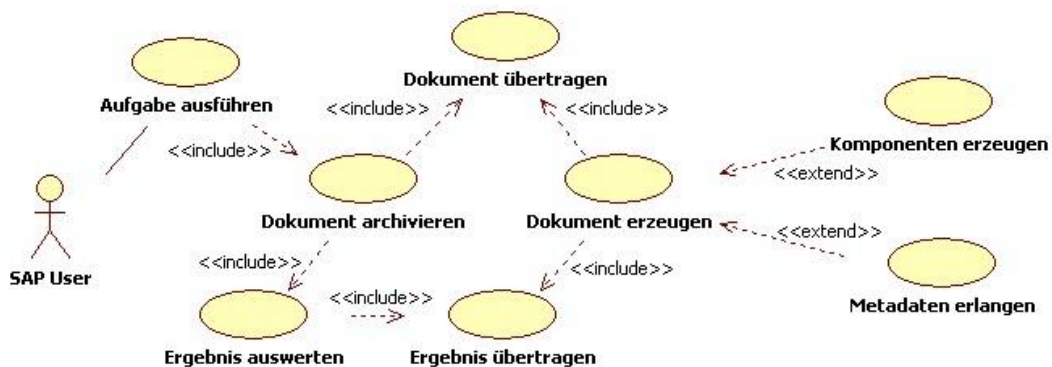 Dokument übertragen
Aufgabe ausführen
<<include>>
<<include>>
<<include>>
Komponenten erzeugen
<<extend>>
Dokument archivieren
Dokument erzeugen
<<extend>>
SAP User
<<include>>
<<include>>
<<include>>
Metadaten erlangen
Ergebnis auswerten
Ergebnis übertragen